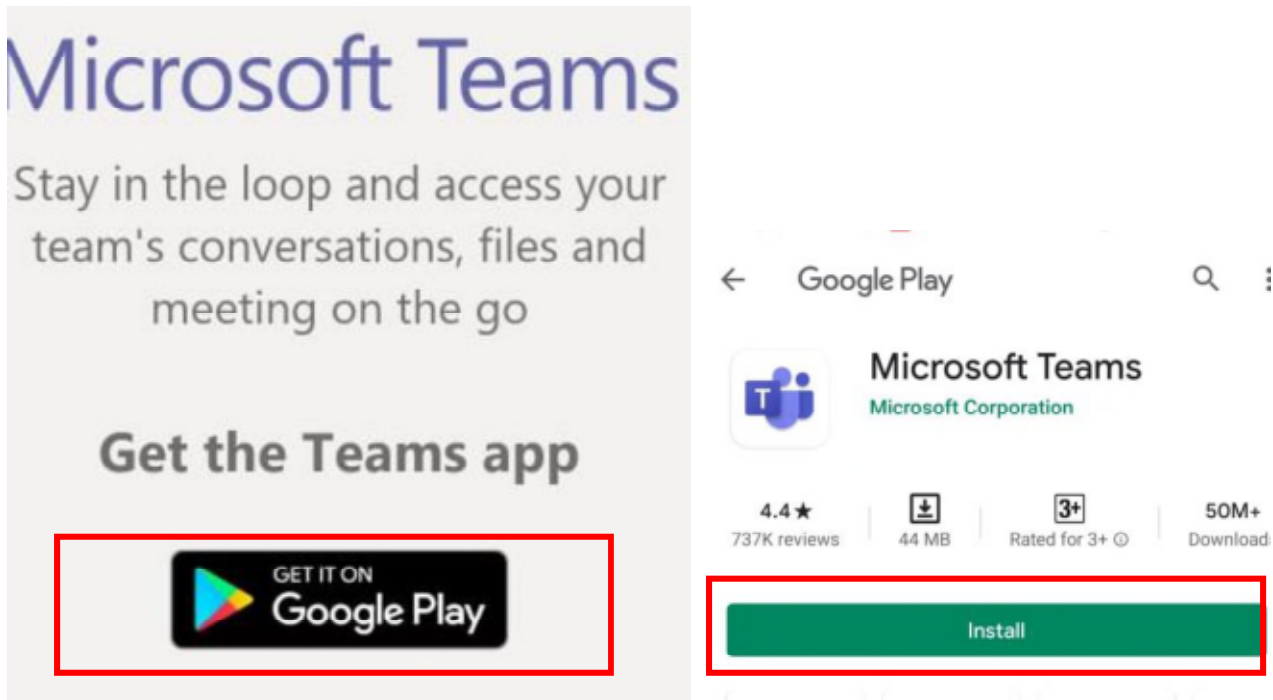 Microsoft Teams
Stay in the loop and access your
team's conversations, files and
meeting on the go
Get the Teams app
GET IT ON
Google Play
Google Play
Microsoft Teams
Microsoft Corporation
T
4.4★ 3+ 50M+
737K reviews 44 MB Rated for 3+ Download
Install